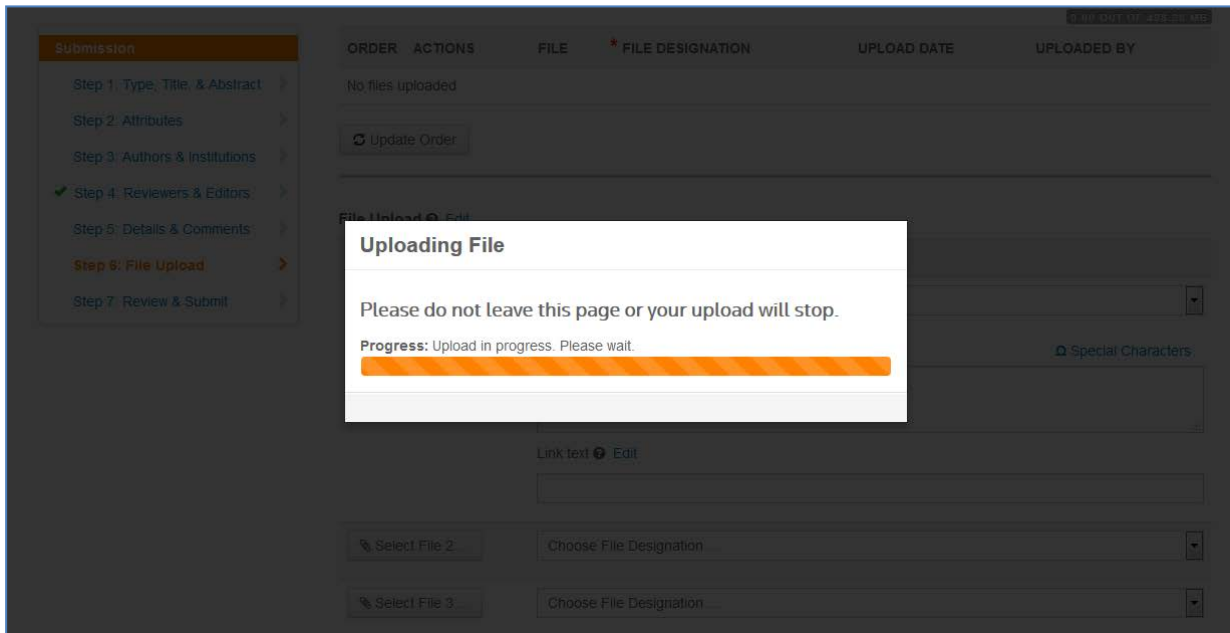 Submission
Step 1: Type, Title, & Abstract
Step 2: Attributes
Step 3: Authors & Institutions
Step 4: Reviewers & Editors
Step 5: Details & Comments
Step 6: File Upload
Step 7: Review & Submit
ORDER ACTIONS FILE * FILE DESIGNATION UPLOAD DATE UPLOADED BY
No files uploaded
Update Order
File Upload Edit
Uploading File
Please do not leave this page or your upload will stop.
Progress: Upload in progress. Please wait.
Ω Special Characters
Link text Edit
Select File 2... Choose File Designation...
Select File 3... Choose File Designation...